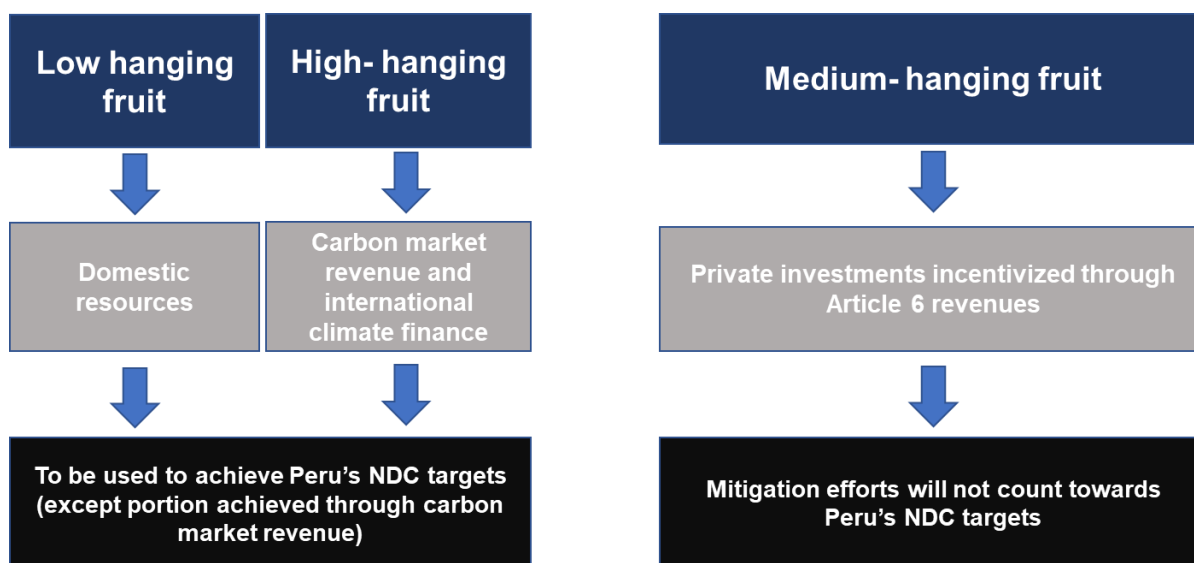 Low hanging
fruit
High- hanging
fruit
Medium- hanging fruit
Domestic
resources
Carbon market
revenue and
international
climate finance
Private investments incentivized through
Article 6 revenues
To be used to achieve Peru’s NDC targets
(except portion achieved through carbon
market revenue)
Mitigation efforts will not count towards
Peru’s NDC targets